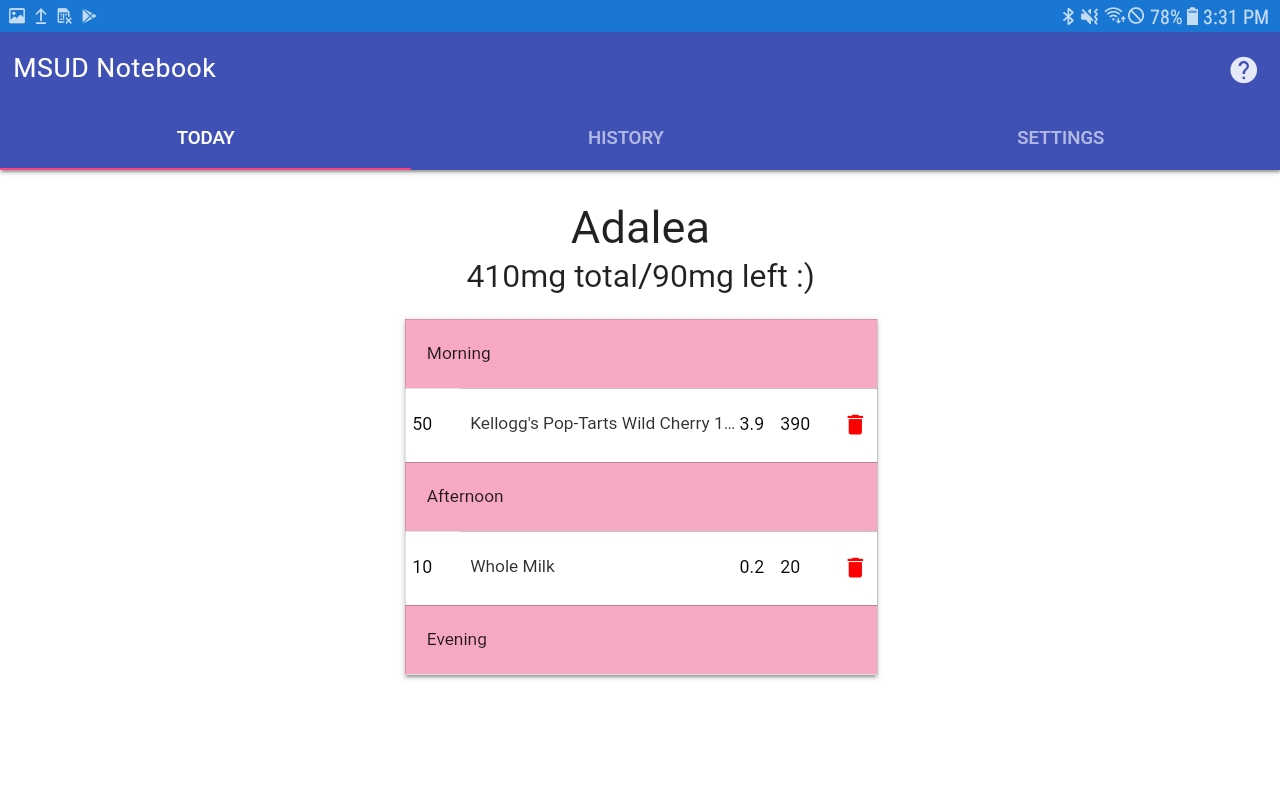 78% 3:31 PM
MSUD Notebook
TODAY HISTORY SETTINGS
Adalea
410mg total/90mg left :)
Morning
50 Kellogg's Pop-Tarts Wild Cherry 1... 3.9 390
Afternoon
10 Whole Milk 0.2 20
Evening